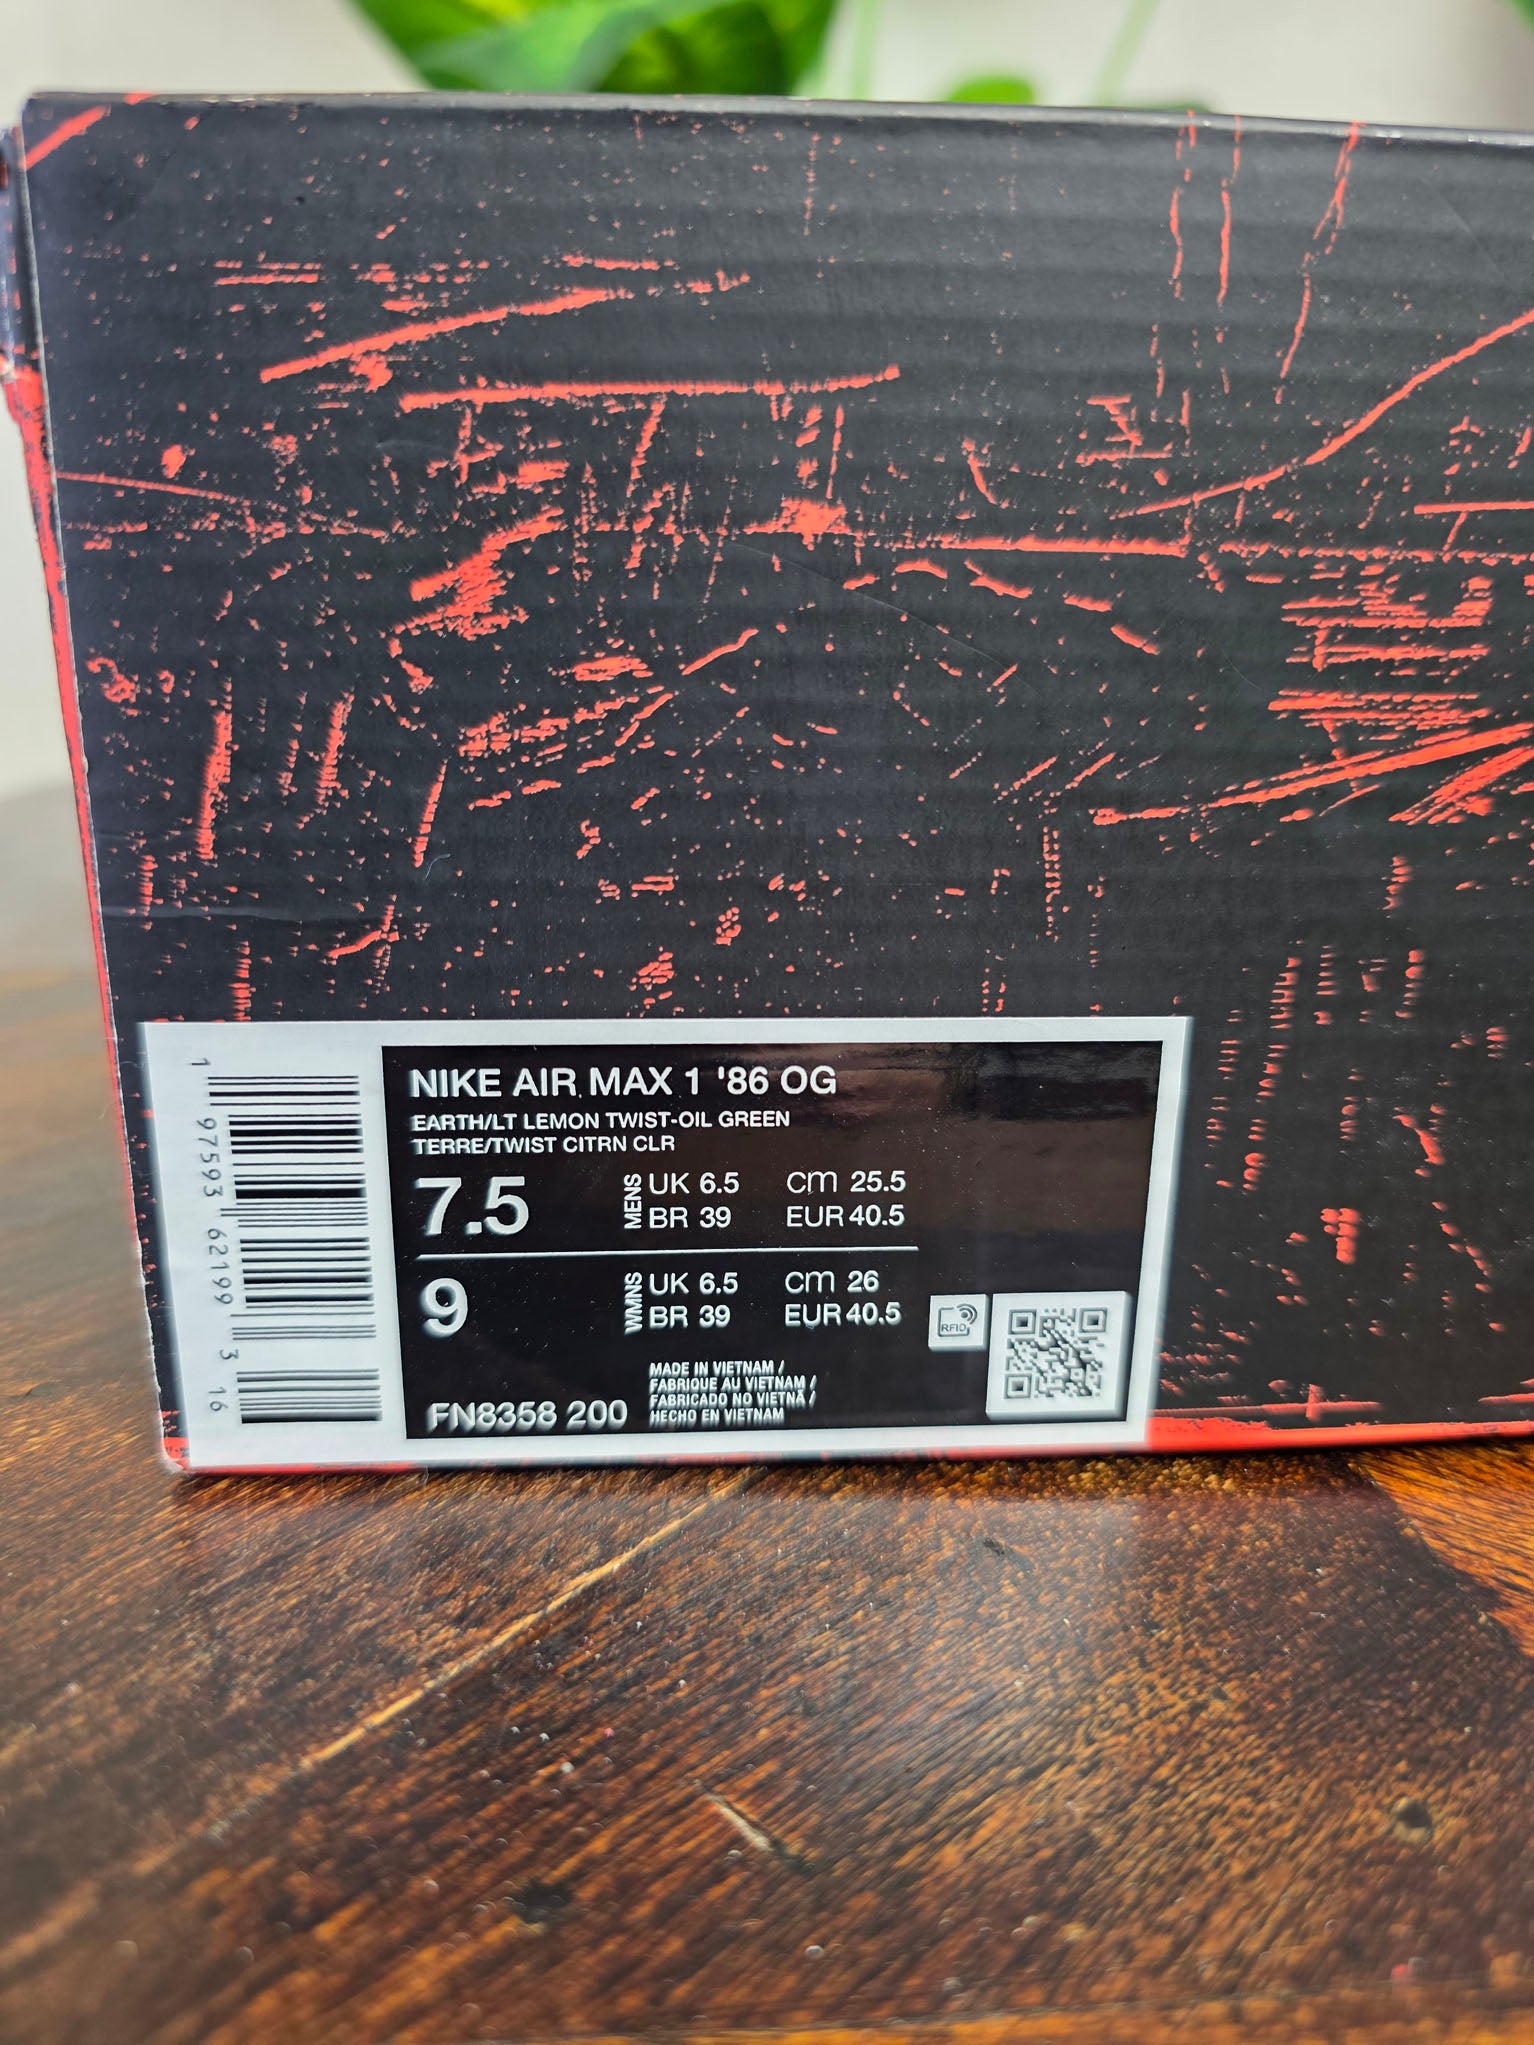 1 97593 62199 3 16
NIKE AIR MAX 1 '86 OG
EARTH/LT LEMON TWIST-OIL GREEN
TERRE/TWIST CITRN CLR
7.5 MENS UK 6.5 CM 25.5
BR 39 EUR 40.5
9 WMNS UK 6.5 CM 26
BR 39 EUR 40.5
RFID
MADE IN VIETNAM /
FABRIQUE AU VIETNAM /
FABRICADO NO VIETNÃ /
HECHO EN VIETNAM
FN8358 200